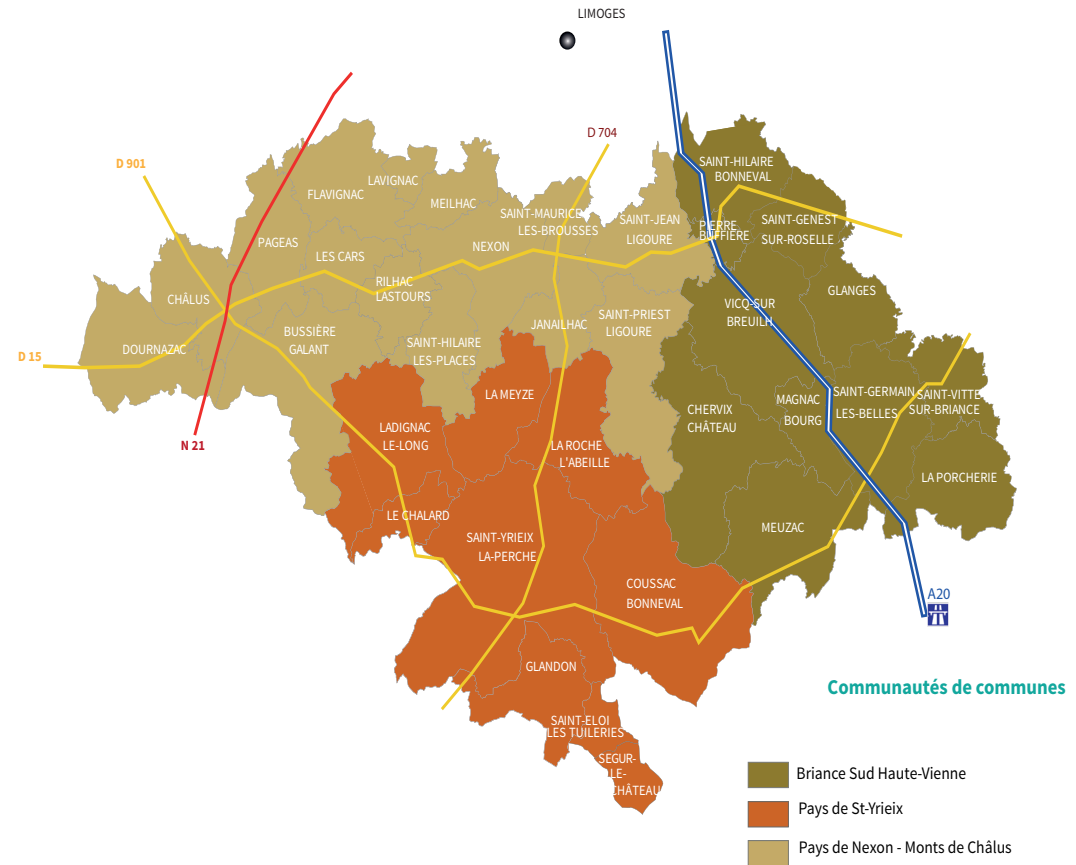 LIMOGES
D 704
D 901
SAINT-HILAIRE
BONNEVAL
LAVIGNAC
FLAVIGNAC
MEILHAC
SAINT-MAURICE
LES-BROUSSES
SAINT-JEAN
LIGOURE
PIERRE
BUFFIÈRE
SAINT-GENEST
SUR-ROSELLE
PAGEAS
NEXON
LES CARS
RILHAC
LASTOURS
GLANGES
CHÂLUS
VICQ-SUR
BREUILH
SAINT-PRIEST
LIGOURE
JANAILHAC
BUSSIÈRE
GALANT
SAINT-HILAIRE
LES-PLACES
DOURNAZAC
D 15
LA MEYZE
MAGNAC
BOURG
SAINT-GERMAIN
LES-BELLES
SAINT-VITTE
SUR-BRIANCE
CHERVIX
CHÂTEAU
LADIGNAC
LE-LONG
N 21
LA ROCHE
L'ABEILLE
LA PORCHERIE
LE CHALARD
MEUZAC
SAINT-YRIEIX
LA-PERCHE
COUSSAC
BONNEVAL
A20
GLANDON
SAINT-ELOI
LES TUILERIES
SEGUR-
LE-
CHÂTEAU
Communautés de communes
Briance Sud Haute-Vienne
Pays de St-Yrieix
Pays de Nexon - Monts de Châlus